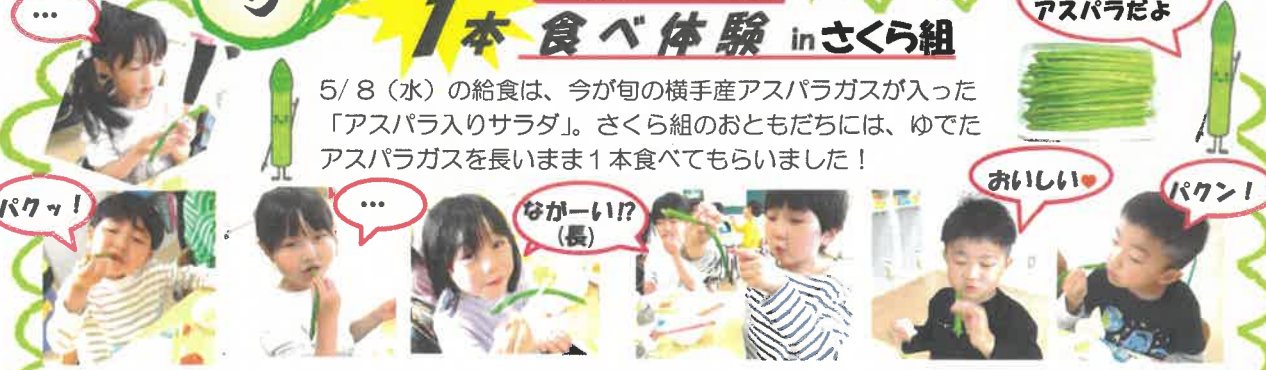 ...
アスパラだよ
1本 食べ体験 inさくら組
5/8（水）の給食は、今が旬の横手産アスパラガスが入った
「アスパラ入りサラダ」。さくら組のおともだちには、ゆでた
アスパラガスを長いまま1本食べてもらいました！
パクッ！
...
ながーい!?
(長)
おいしい❤
パクン！